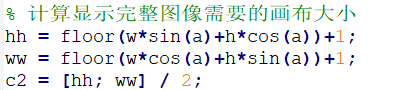 % 计算显示完整图像需要的画布大小
hh = floor(w*sin(a)+h*cos(a))+1;
ww = floor(w*cos(a)+h*sin(a))+1;
c2 = [hh; ww] / 2;